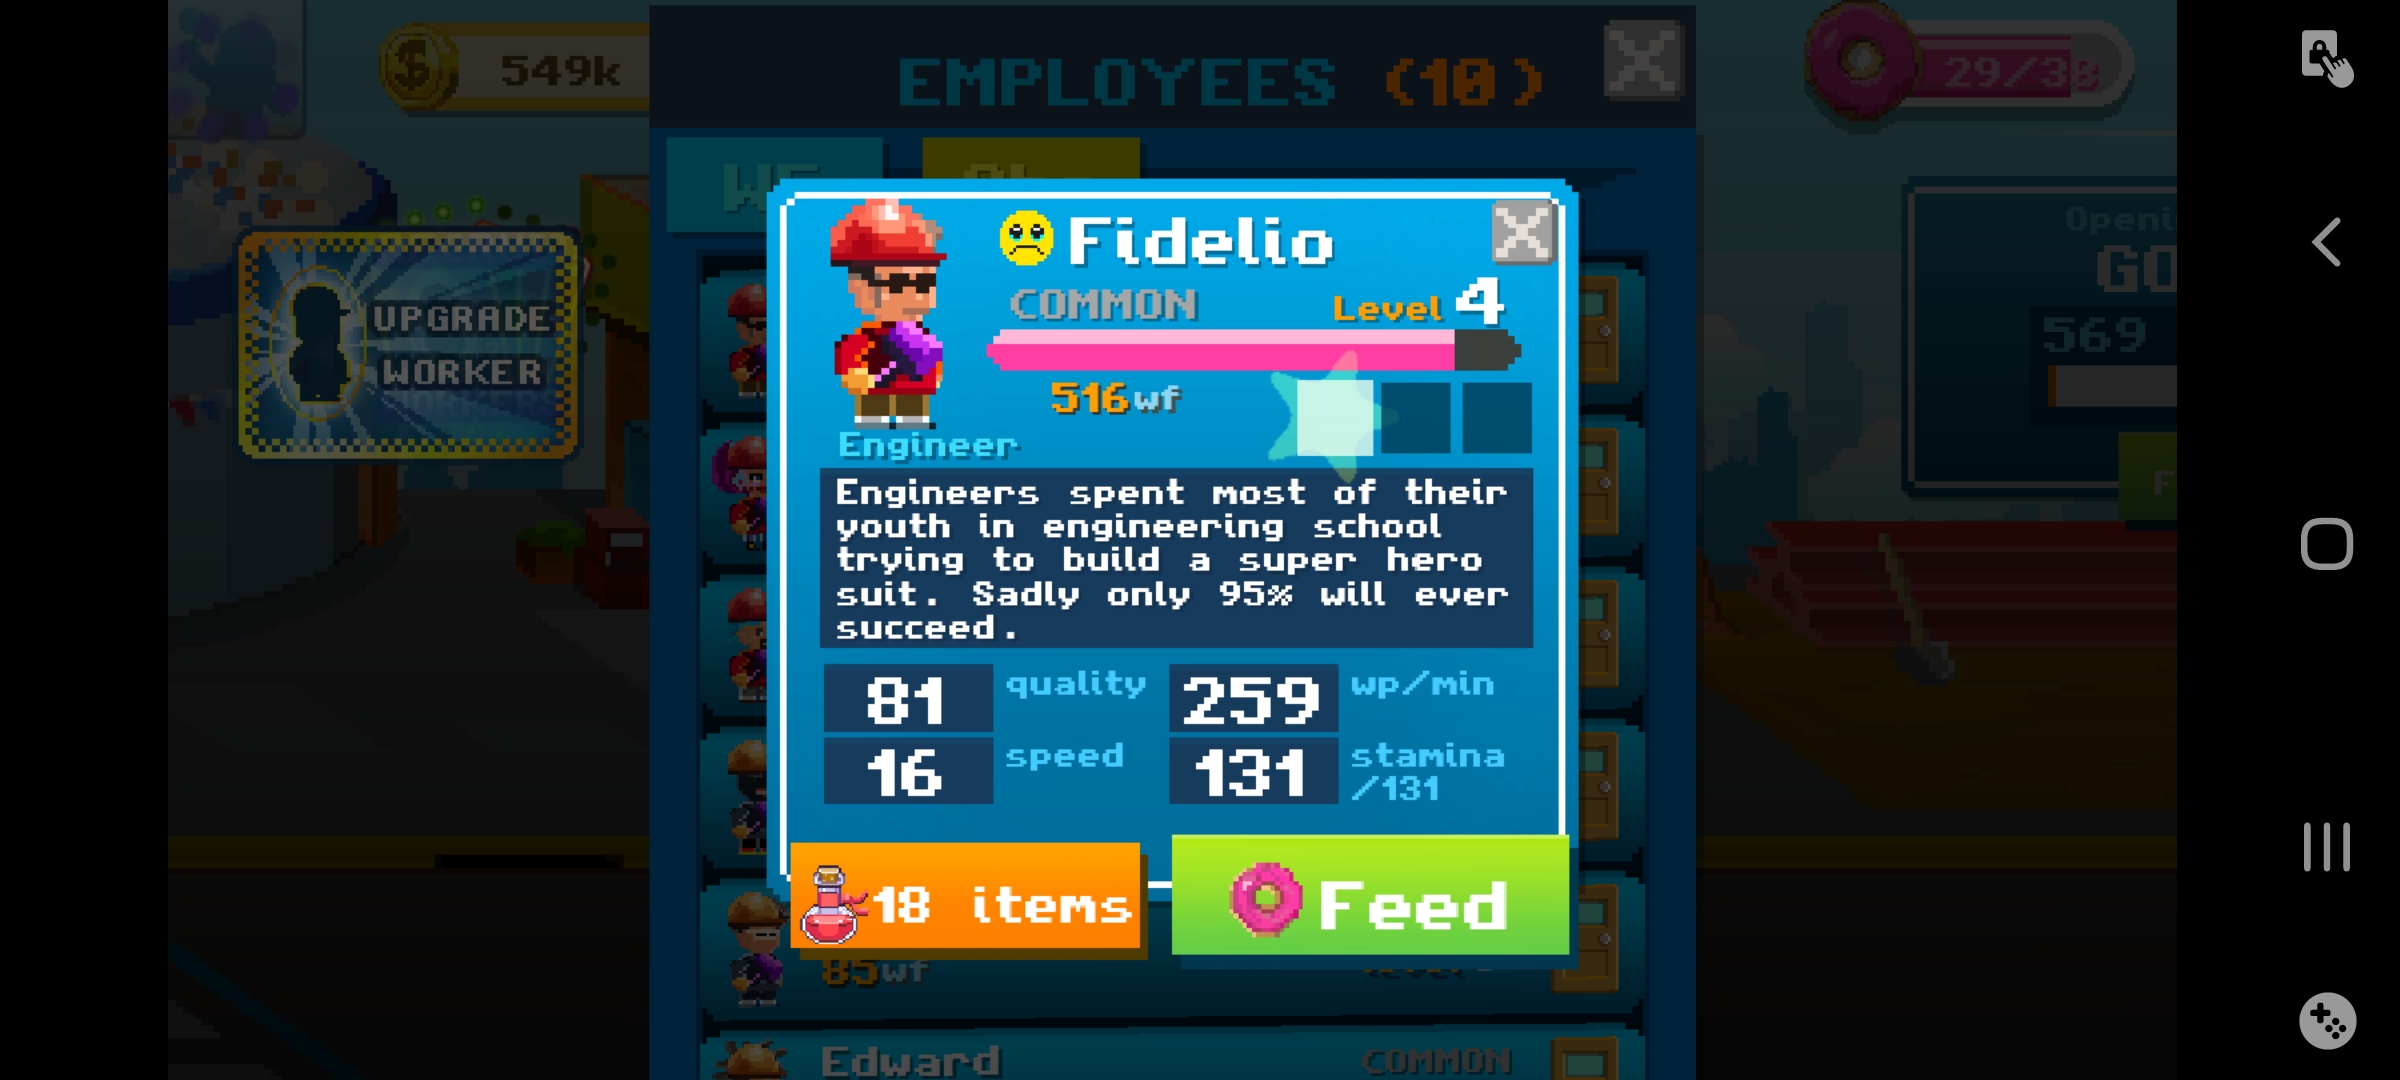 549k
EMPLOYEES (10)
29/38
UPGRADE
WORKER
569
Fidelio
COMMON
Level 4
516wf
Engineer
Engineers spent most of their
youth in engineering school
trying to build a super hero
suit. Sadly only 95% will ever
succeed.
81 quality
259 wp/min
16 speed
131 stamina
/131
18 items
Feed
85wf
Edward
COMMON